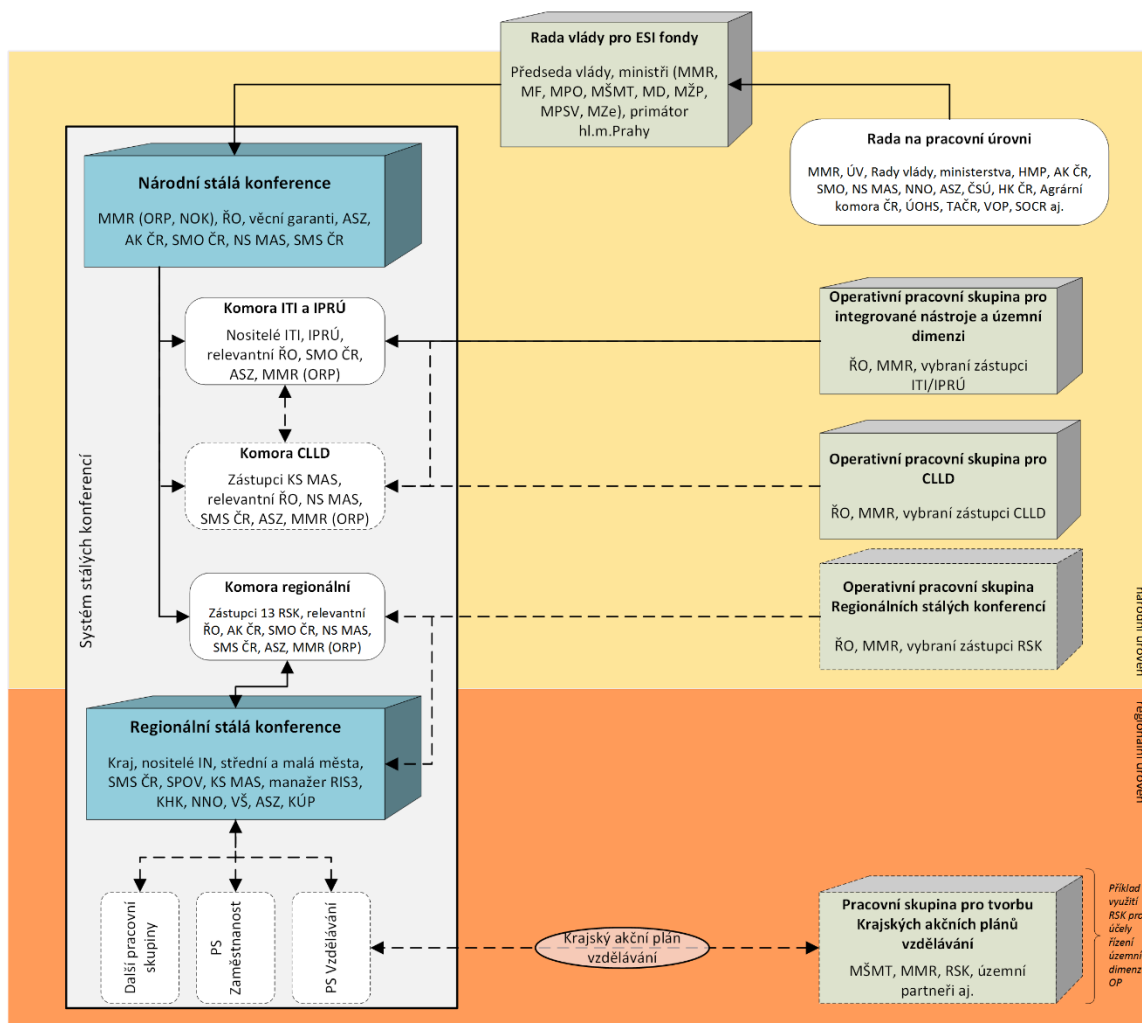 Rada vlády pro ESI fondy
Předseda vlády, ministři (MMR,
MF, MPO, MŠMT, MD, MŽP,
MPSV, MZe), primátor
hl.m.Prahy
Rada na pracovní úrovni
MMR, ÚV, Rady vlády, ministerstva, HMP, AK ČR,
SMO, NS MAS, NNO, ASZ, ČSÚ, HK ČR, Agrární
komora ČR, ÚOHS, TAČR, VOP, SOCR aj.
Systém stálých konferencí
Národní stálá konference
MMR (ORP, NOK), ŘO, věcní garanti, ASZ,
AK ČR, SMO ČR, NS MAS, SMS ČR
Komora ITI a IPRÚ
Nositelé ITI, IPRÚ,
relevantní ŘO, SMO ČR,
ASZ, MMR (ORP)
Operativní pracovní skupina pro
integrované nástroje a územní
dimenzi
ŘO, MMR, vybraní zástupci
ITI/IPRÚ
Komora CLLD
Zástupci KS MAS,
relevantní ŘO, NS MAS,
SMS ČR, ASZ, MMR (ORP)
Operativní pracovní skupina pro
CLLD
ŘO, MMR, vybraní zástupci CLLD
Komora regionální
Zástupci 13 RSK, relevantní
ŘO, AK ČR, SMO ČR, NS MAS,
SMS ČR, ASZ, MMR (ORP)
Operativní pracovní skupina
Regionálních stálých konferencí
ŘO, MMR, vybraní zástupci RSK
národní úroveň
regionální úroveň
Regionální stálá konference
Kraj, nositelé IN, střední a malá města,
SMS ČR, SPOV, KS MAS, manažer RIS3,
KHK, NNO, VŠ, ASZ, KÚP
Další pracovní
skupiny
PS
Zaměstnanost
PS Vzdělávání
Krajský akční plán
vzdělávání
Pracovní skupina pro tvorbu
Krajských akčních plánů
vzdělávání
MŠMT, MMR, RSK, územní
partneři aj.
Příklad
využití
RSK pro
účely
řízení
územní
dimenze
OP